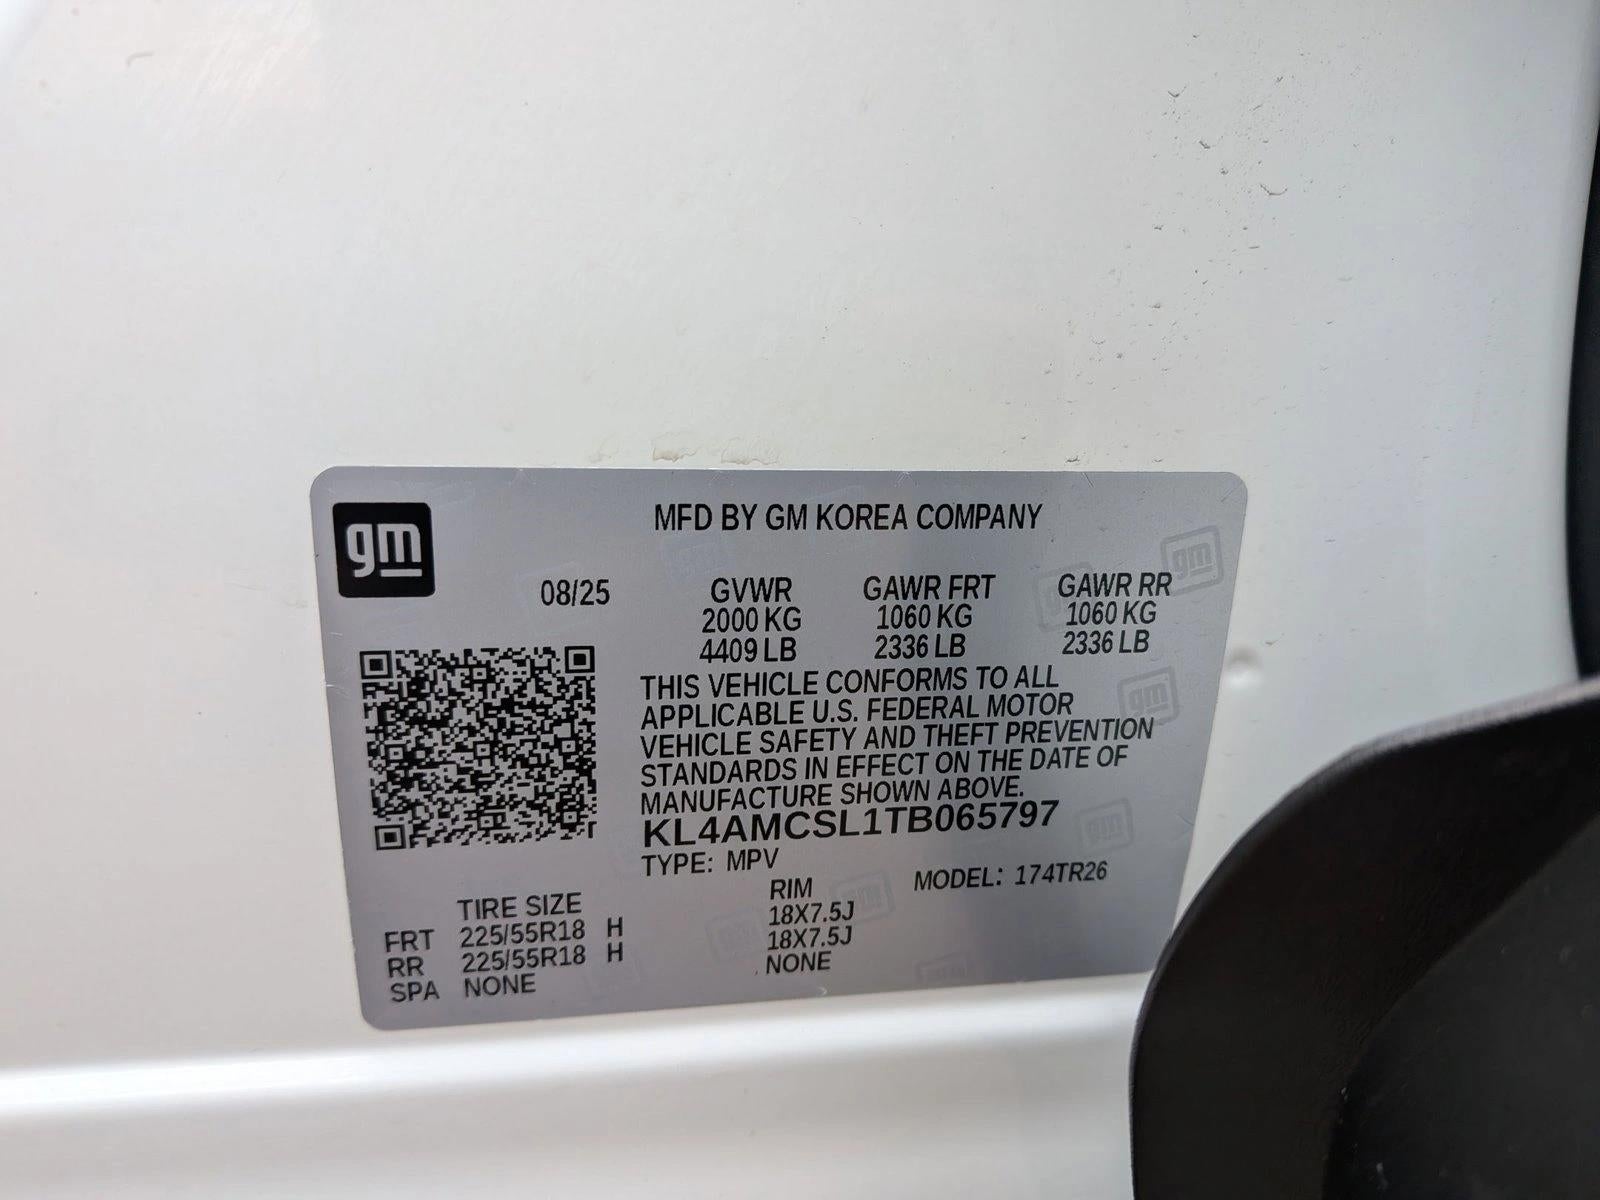 gm
MFD BY GM KOREA COMPANY
08/25 GVWR GAWR FRT GAWR RR
2000 KG 1060 KG 1060 KG
4409 LB 2336 LB 2336 LB
THIS VEHICLE CONFORMS TO ALL
APPLICABLE U.S. FEDERAL MOTOR
VEHICLE SAFETY AND THEFT PREVENTION
STANDARDS IN EFFECT ON THE DATE OF
MANUFACTURE SHOWN ABOVE.
KL4AMCSL1TB065797
TYPE: MPV MODEL: 174TR26
TIRE SIZE RIM
FRT 225/55R18 H 18X7.5J
RR 225/55R18 H 18X7.5J
SPA NONE NONE